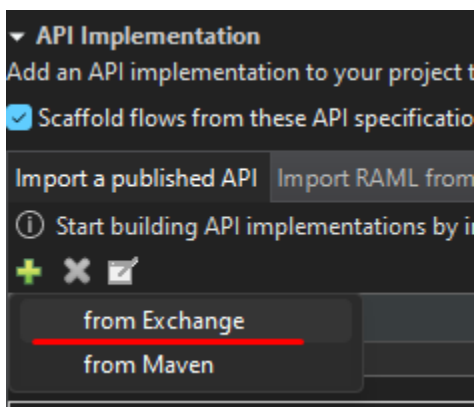 API Implementation
Add an API implementation to your project t
Scaffold flows from these API specificatio
Import a published API Import RAML from
Start building API implementations by i
from Exchange
from Maven